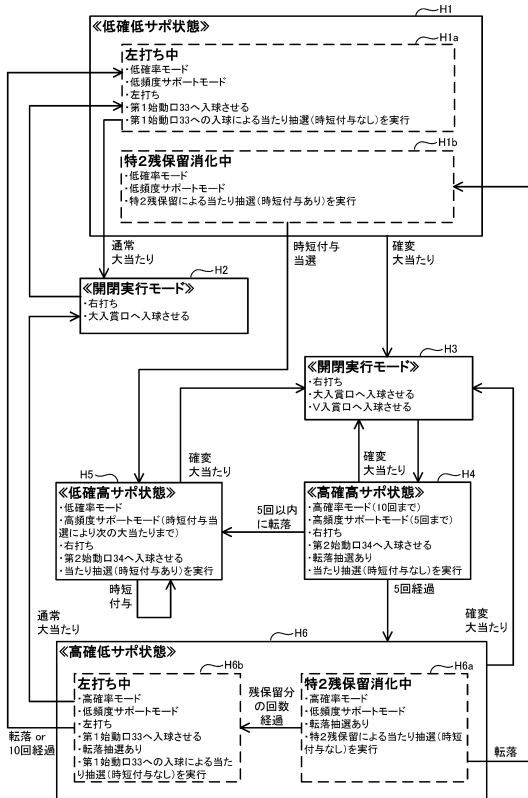 H1
≪低確低サポ状態≫
H1a
左打ち中
・低確率モード
・低頻度サポートモード
・左打ち
・第1始動口33へ入球させる
・第1始動口33への入球による当たり抽選(時短付与なし)を実行
H1b
特2残保留消化中
・低確率モード
・低頻度サポートモード
・特2残保留による当たり抽選(時短付与あり)を実行
通常
大当たり
時短付与
当選
確変
大当たり
H2
≪開閉実行モード≫
・右打ち
・大入賞口へ入球させる
H3
≪開閉実行モード≫
・右打ち
・大入賞口へ入球させる
・V入賞口へ入球させる
確変
大当たり
確変
大当たり
H5
≪低確高サポ状態≫
・低確率モード
・高頻度サポートモード(時短付与当
選により次の大当たりまで)
・右打ち
・第2始動口34へ入球させる
・当たり抽選(時短付与あり)を実行
5回以内
に転落
H4
≪高確高サポ状態≫
・高確率モード(10回まで)
・高頻度サポートモード(5回まで)
・右打ち
・第2始動口34へ入球させる
・転落抽選あり
・当たり抽選(時短付与なし)を実行
時短
付与
5回経過
通常
大当たり
確変
大当たり
H6
≪高確低サポ状態≫
H6b
左打ち中
・高確率モード
・低頻度サポートモード
・左打ち
・第1始動口33へ入球させる
・転落抽選あり
・第1始動口33への入球による当た
り抽選(時短付与なし)を実行
残保留分
の回数
経過
H6a
特2残保留消化中
・高確率モード
・低頻度サポートモード
・転落抽選あり
・特2残保留による当たり抽選(時短
付与なし)を実行
転落 or
10回経過
転落